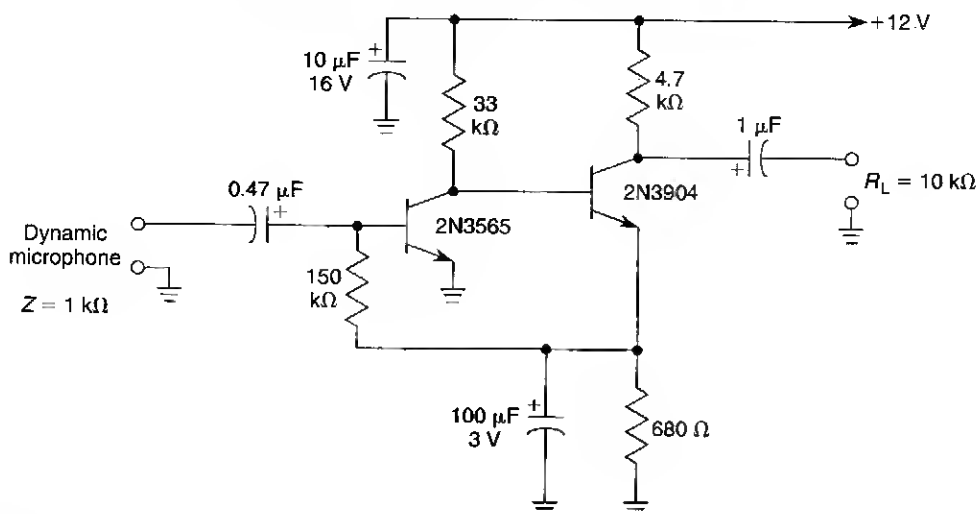 +12 V
10 µF
16 V
+
33
kΩ
4.7
kΩ
1 µF
+
0.47 µF
+
2N3904
R_L = 10 kΩ
2N3565
Dynamic
microphone
Z = 1 kΩ
150
kΩ
100 µF
3 V
+
680 Ω